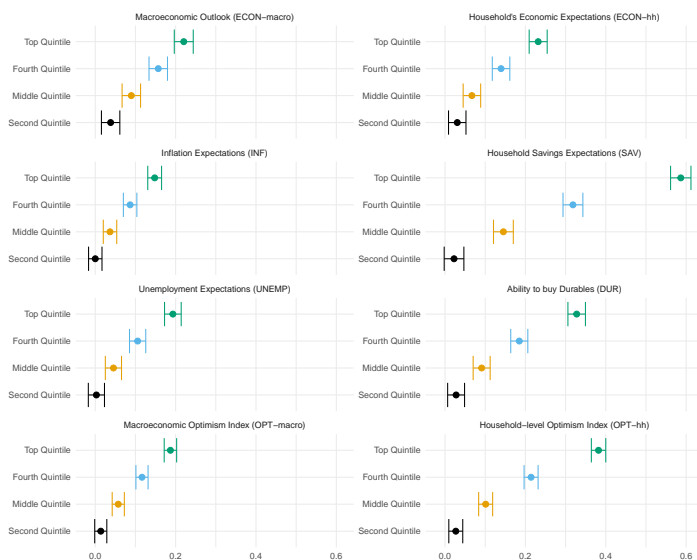 Macroeconomic Outlook (ECON−macro)
Top Quintile
Fourth Quintile
Middle Quintile
Second Quintile
Household's Economic Expectations (ECON−hh)
Top Quintile
Fourth Quintile
Middle Quintile
Second Quintile
Inflation Expectations (INF)
Top Quintile
Fourth Quintile
Middle Quintile
Second Quintile
Household Savings Expectations (SAV)
Top Quintile
Fourth Quintile
Middle Quintile
Second Quintile
Unemployment Expectations (UNEMP)
Top Quintile
Fourth Quintile
Middle Quintile
Second Quintile
Ability to buy Durables (DUR)
Top Quintile
Fourth Quintile
Middle Quintile
Second Quintile
Macroeconomic Optimism Index (OPT−macro)
Top Quintile
Fourth Quintile
Middle Quintile
Second Quintile
0.0 0.2 0.4 0.6
Household−level Optimism Index (OPT−hh)
Top Quintile
Fourth Quintile
Middle Quintile
Second Quintile
0.0 0.2 0.4 0.6